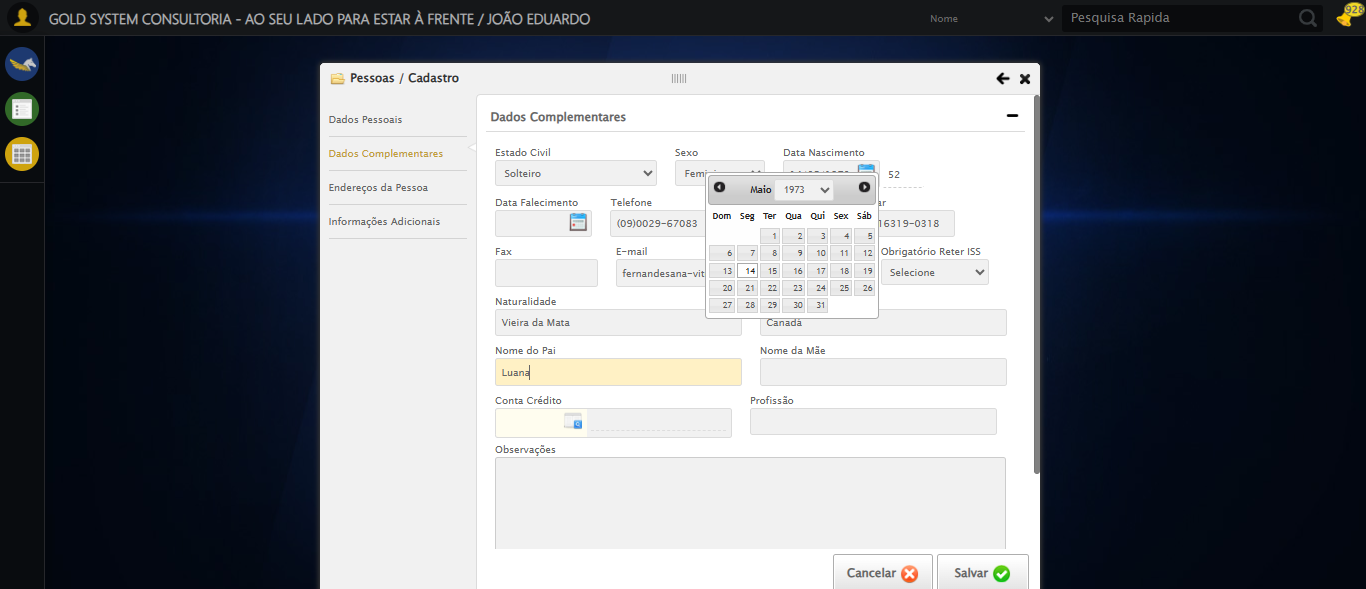 GOLD SYSTEM CONSULTORIA - AO SEU LADO PARA ESTAR À FRENTE / JOÃO EDUARDO
Nome
Pesquisa Rapida
928
Pessoas / Cadastro
Dados Pessoais
Dados Complementares
Endereços da Pessoa
Informações Adicionais
Dados Complementares
Estado Civil Sexo Data Nascimento
Solteiro 52
Maio 1973
Dom Seg Ter Qua Qui Sex Sáb
1 2 3 4 5
6 7 8 9 10 11 12
13 14 15 16 17 18 19
20 21 22 23 24 25 26
27 28 29 30 31
Data Falecimento Telefone
(09)0029-67083 16319-0318
Fax E-mail Obrigatório Reter ISS
fernandesana-vit Selecione
Naturalidade
Vieira da Mata Canadá
Nome do Pai Nome da Mãe
Luana
Conta Crédito Profissão
Observações
Cancelar Salvar